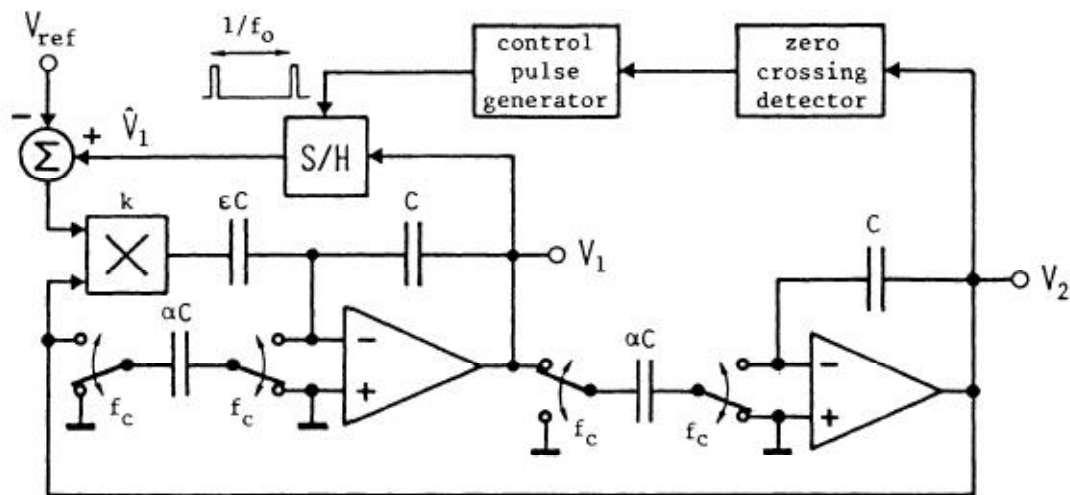 V_ref
1/f_o
control
pulse
generator
zero
crossing
detector
−
+
V̂_1
Σ
S/H
k
εC
C
V_1
C
V_2
αC
−
+
f_c
f_c
αC
−
+
f_c
f_c